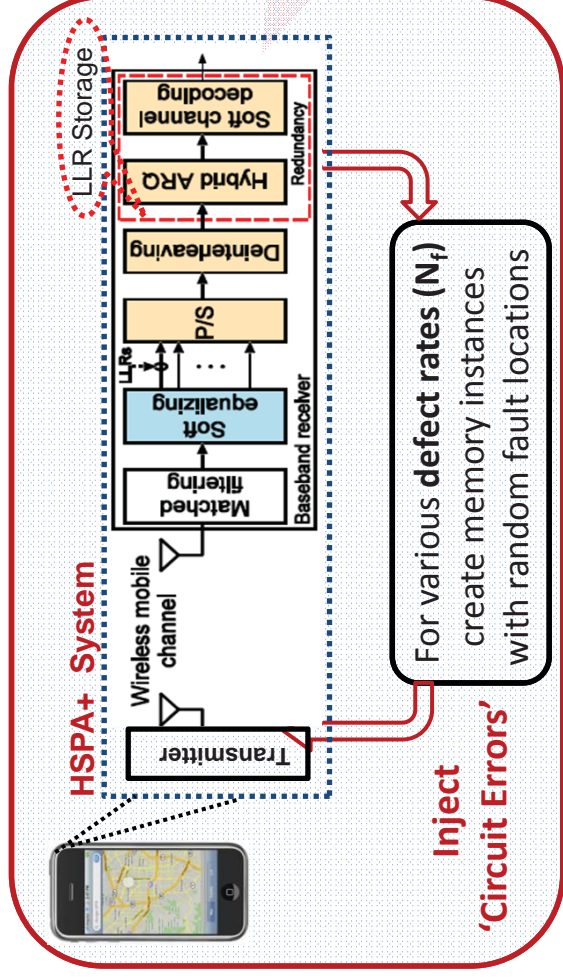 HSPA+ System
LLR Storage
Transmitter
Wireless mobile
channel
Matched
filtering
Soft
equalizing
LLRs
P/S
Deinterleaving
Hybrid ARQ
Soft channel
decoding
Redundancy
Baseband receiver
Inject
‘Circuit Errors’
For various defect rates (Nf)
create memory instances
with random fault locations